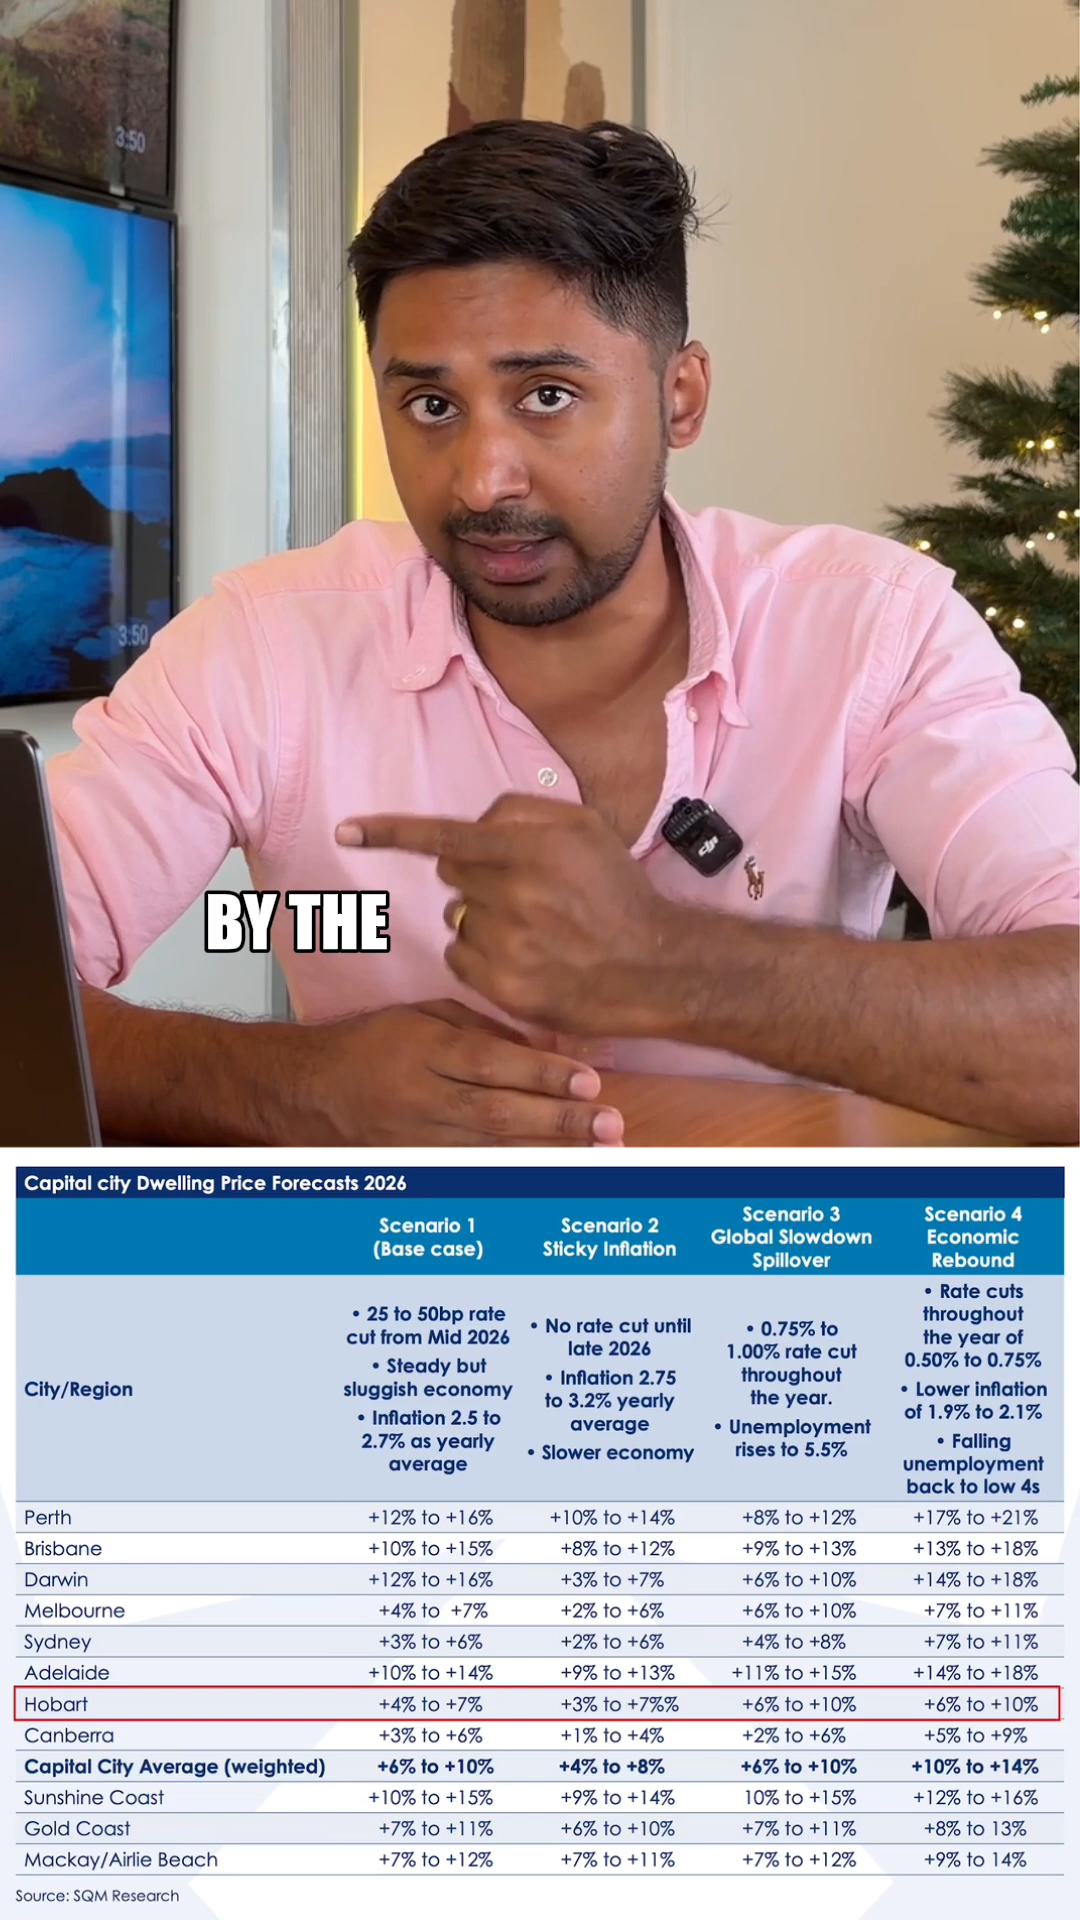 3:50
3:50
dji
BY THE
Capital city Dwelling Price Forecasts 2026
Scenario 1
(Base case)
Scenario 2
Sticky Inflation
Scenario 3
Global Slowdown
Spillover
Scenario 4
Economic
Rebound
City/Region
• 25 to 50bp rate
cut from Mid 2026
• Steady but
sluggish economy
• Inflation 2.5 to
2.7% as yearly
average
• No rate cut until
late 2026
• Inflation 2.75
to 3.2% yearly
average
• Slower economy
• 0.75% to
1.00% rate cut
throughout
the year.
• Unemployment
rises to 5.5%
• Rate cuts
throughout
the year of
0.50% to 0.75%
• Lower inflation
of 1.9% to 2.1%
• Falling
unemployment
back to low 4s
Perth +12% to +16% +10% to +14% +8% to +12% +17% to +21%
Brisbane +10% to +15% +8% to +12% +9% to +13% +13% to +18%
Darwin +12% to +16% +3% to +7% +6% to +10% +14% to +18%
Melbourne +4% to +7% +2% to +6% +6% to +10% +7% to +11%
Sydney +3% to +6% +2% to +6% +4% to +8% +7% to +11%
Adelaide +10% to +14% +9% to +13% +11% to +15% +14% to +18%
Hobart +4% to +7% +3% to +7%% +6% to +10% +6% to +10%
Canberra +3% to +6% +1% to +4% +2% to +6% +5% to +9%
Capital City Average (weighted) +6% to +10% +4% to +8% +6% to +10% +10% to +14%
Sunshine Coast +10% to +15% +9% to +14% 10% to +15% +12% to +16%
Gold Coast +7% to +11% +6% to +10% +7% to +11% +8% to 13%
Mackay/Airlie Beach +7% to +12% +7% to +11% +7% to +12% +9% to 14%
Source: SQM Research